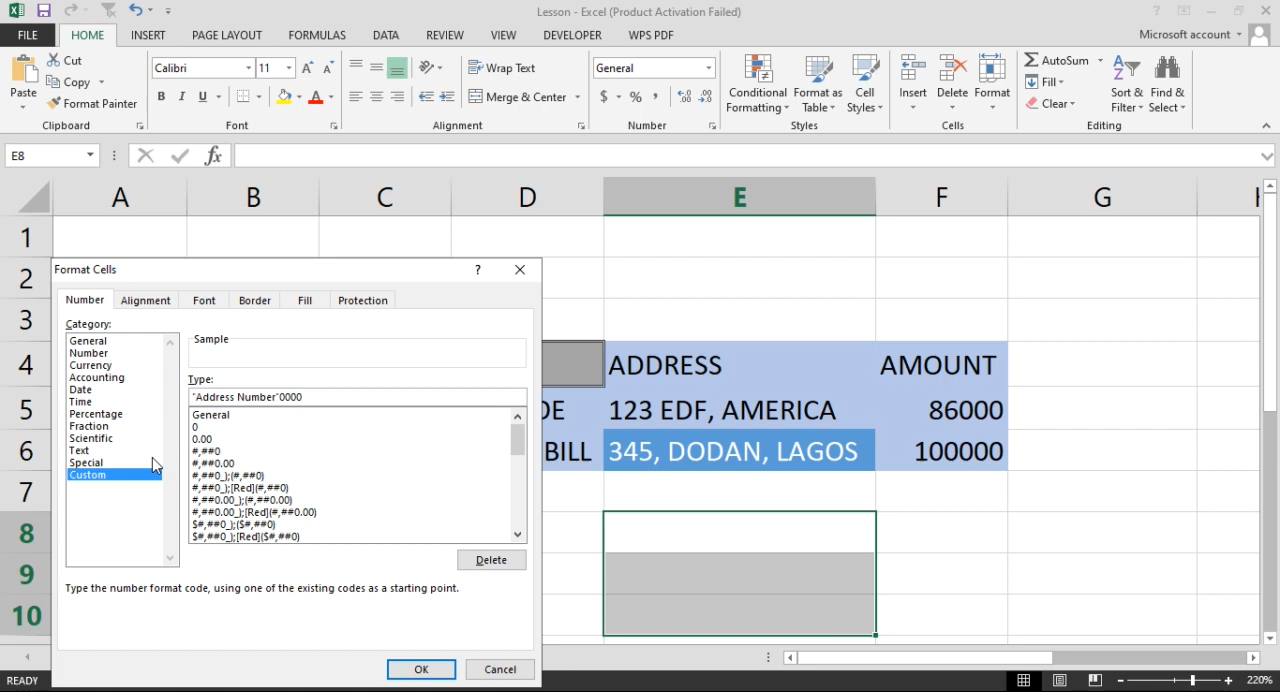 Lesson - Excel (Product Activation Failed)
FILE HOME INSERT PAGE LAYOUT FORMULAS DATA REVIEW VIEW DEVELOPER WPS PDF Microsoft account
Paste Cut Copy Format Painter Clipboard
Calibri 11 B I U A Font
Wrap Text Merge & Center Alignment
General $ % , Number
Conditional Formatting Format as Table Cell Styles Styles
Insert Delete Format Cells
AutoSum Fill Clear Sort & Filter Find & Select Editing
E8 fx
A B C D E F G
1
2
3
4 ADDRESS AMOUNT
5 DE 123 EDF, AMERICA 86000
6 BILL 345, DODAN, LAGOS 100000
7
8
9
10
Format Cells ?
Number Alignment Font Border Fill Protection
Category:
General
Number
Currency
Accounting
Date
Time
Percentage
Fraction
Scientific
Text
Special
Custom
Sample
Type:
"Address Number"0000
General
0
0.00
#,##0
#,##0.00
#,##0_);(#,##0)
#,##0_);[Red](#,##0)
#,##0.00_);(#,##0.00)
#,##0.00_);[Red](#,##0.00)
$#,##0_);($#,##0)
$#,##0_);[Red]($#,##0)
Delete
Type the number format code, using one of the existing codes as a starting point.
OK Cancel
READY 220%